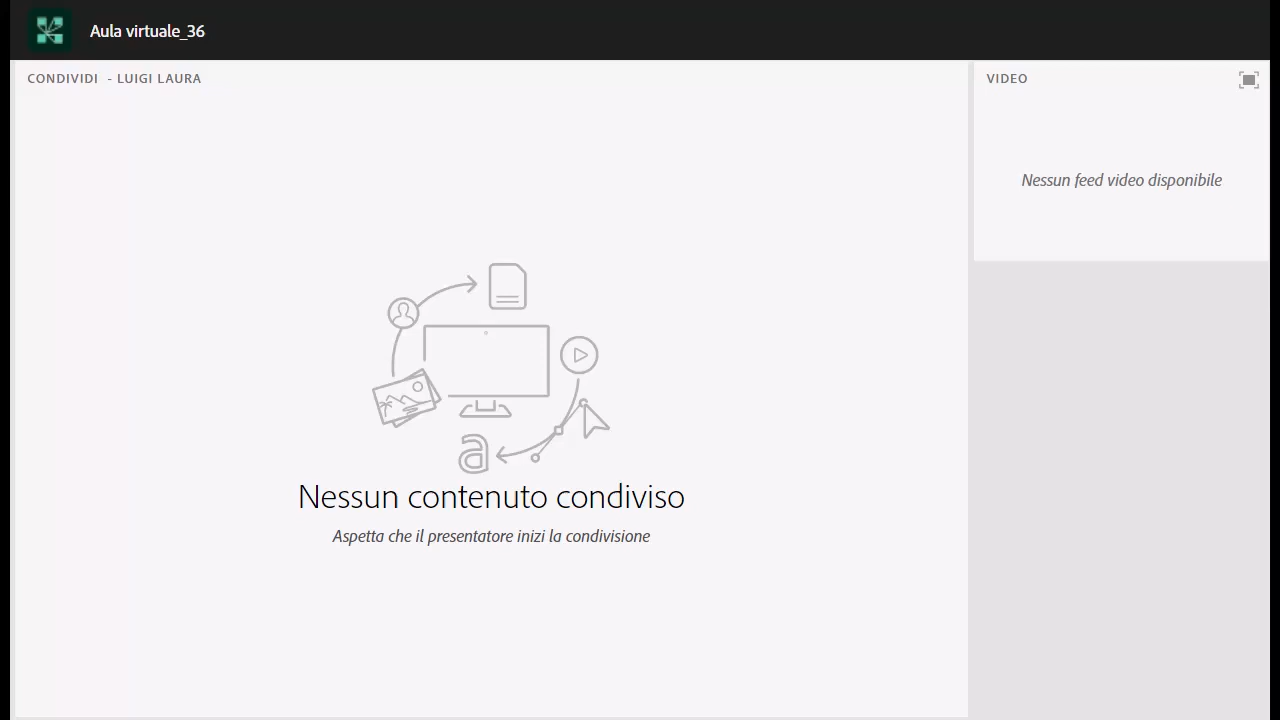 Aula virtuale_36
CONDIVIDI - LUIGI LAURA
VIDEO
Nessun feed video disponibile
a
Nessun contenuto condiviso
Aspetta che il presentatore inizi la condivisione